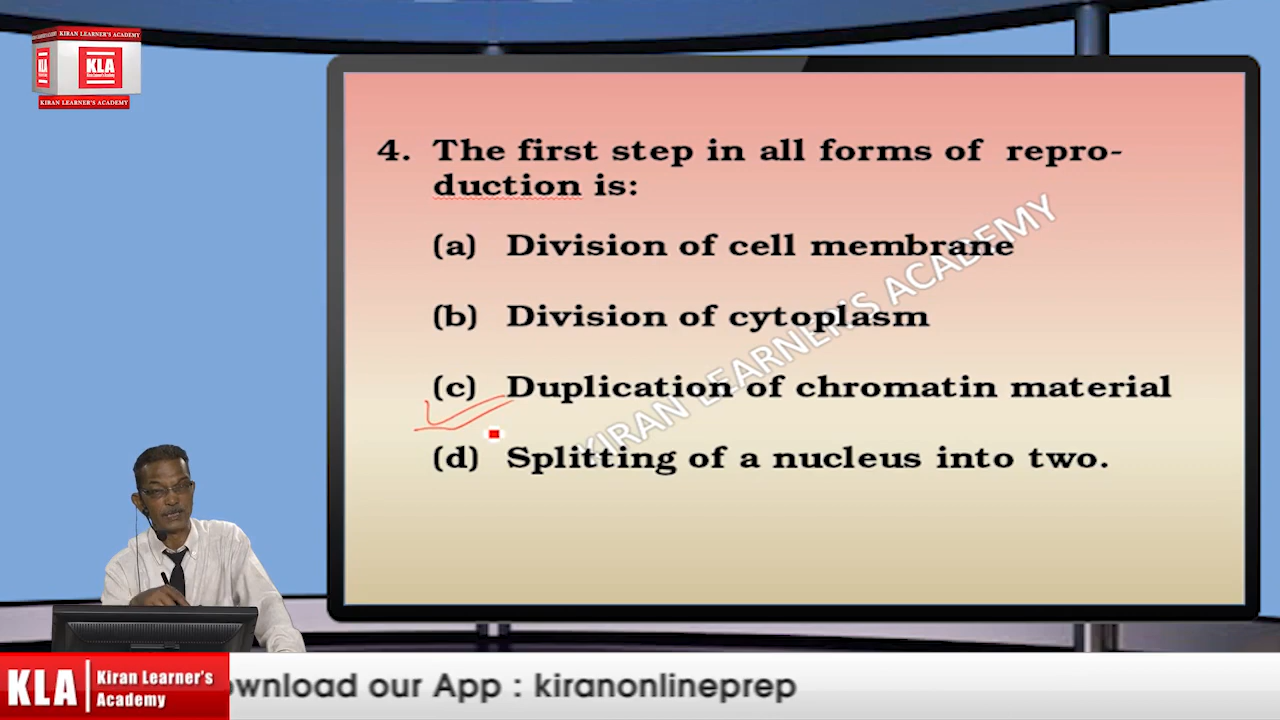 KIRAN LEARNER'S ACADEMY
KLA
KIRAN LEARNER'S ACADEMY
4. The first step in all forms of repro-
duction is:
(a) Division of cell membrane
(b) Division of cytoplasm
(c) Duplication of chromatin material
(d) Splitting of a nucleus into two.
KIRAN LEARNER'S ACADEMY
KLA
Kiran Learner's
Academy
ownload our App : kiranonlineprep